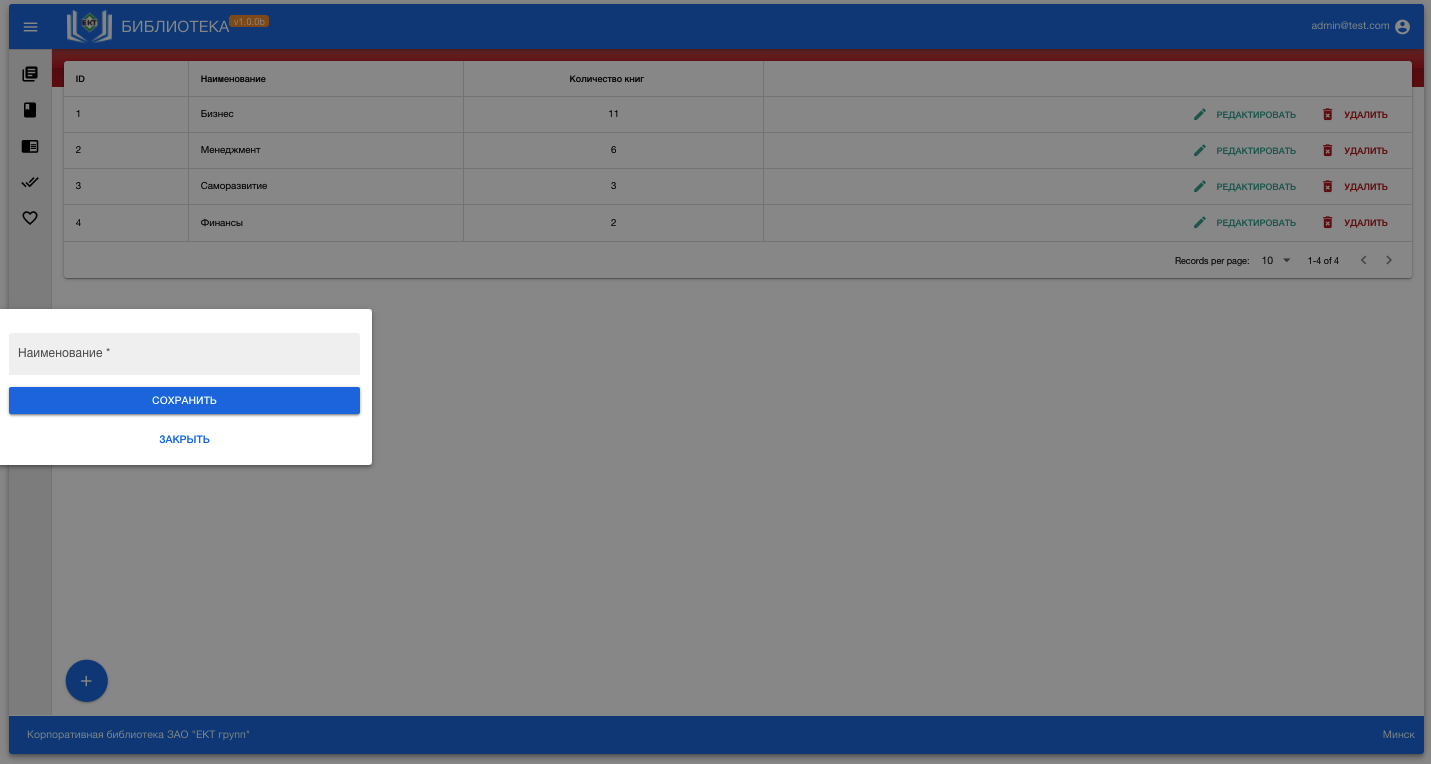 БИБЛИОТЕКА v1.0.0b
admin@test.com
ЕКТ
ID Наименование Количество книг
1 Бизнес 11 РЕДАКТИРОВАТЬ УДАЛИТЬ
2 Менеджмент 6 РЕДАКТИРОВАТЬ УДАЛИТЬ
3 Саморазвитие 3 РЕДАКТИРОВАТЬ УДАЛИТЬ
4 Финансы 2 РЕДАКТИРОВАТЬ УДАЛИТЬ
Records per page: 10 1-4 of 4
Наименование *
СОХРАНИТЬ
ЗАКРЫТЬ
Корпоративная библиотека ЗАО "ЕКТ групп" Минск